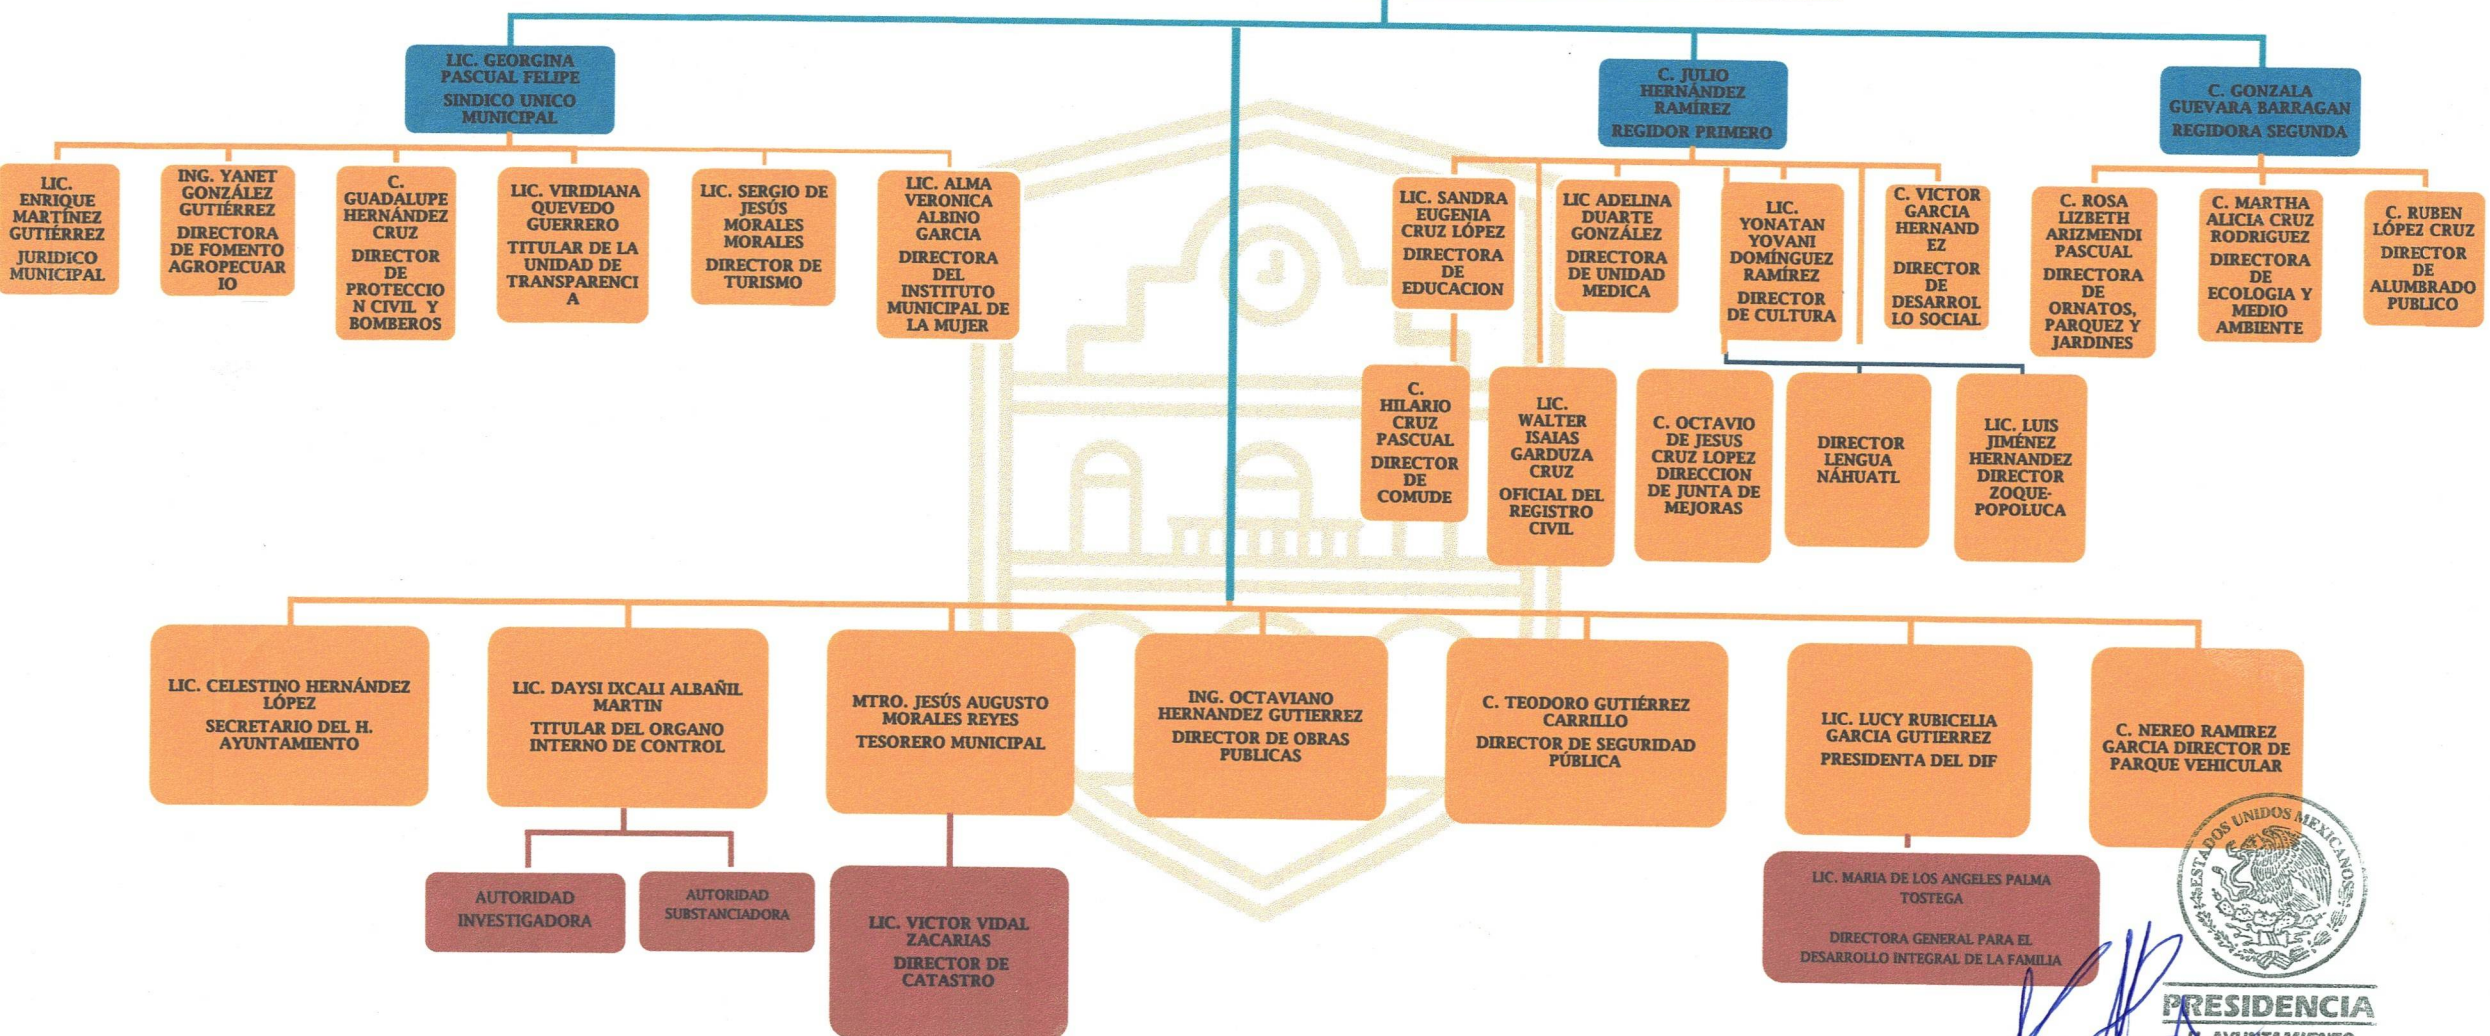 LIC. GEORGINA
PASCUAL FELIPE
SINDICO UNICO
MUNICIPAL
C. JULIO
HERNÁNDEZ
RAMÍREZ
REGIDOR PRIMERO
C. GONZALA
GUEVARA BARRAGAN
REGIDORA SEGUNDA
LIC.
ENRIQUE
MARTÍNEZ
GUTIÉRREZ
JURIDICO
MUNICIPAL
ING. YANET
GONZÁLEZ
GUTIÉRREZ
DIRECTORA
DE FOMENTO
AGROPECUAR
IO
C.
GUADALUPE
HERNÁNDEZ
CRUZ
DIRECTOR
DE
PROTECCIO
N CIVIL Y
BOMBEROS
LIC. VIRIDIANA
QUEVEDO
GUERRERO
TITULAR DE LA
UNIDAD DE
TRANSPARENCI
A
LIC. SERGIO DE
JESÚS
MORALES
MORALES
DIRECTOR DE
TURISMO
LIC. ALMA
VERONICA
ALBINO
GARCIA
DIRECTORA
DEL
INSTITUTO
MUNICIPAL DE
LA MUJER
LIC. SANDRA
EUGENIA
CRUZ LÓPEZ
DIRECTORA
DE
EDUCACION
LIC ADELINA
DUARTE
GONZÁLEZ
DIRECTORA
DE UNIDAD
MEDICA
LIC.
YONATAN
YOVANI
DOMÍNGUEZ
RAMÍREZ
DIRECTOR
DE CULTURA
C. VICTOR
GARCIA
HERNAND
EZ
DIRECTOR
DE
DESARROL
LO SOCIAL
C. ROSA
LIZBETH
ARIZMENDI
PASCUAL
DIRECTORA
DE
ORNATOS,
PARQUEZ Y
JARDINES
C. MARTHA
ALICIA CRUZ
RODRIGUEZ
DIRECTORA
DE
ECOLOGIA Y
MEDIO
AMBIENTE
C. RUBEN
LÓPEZ CRUZ
DIRECTOR
DE
ALUMBRADO
PUBLICO
C.
HILARIO
CRUZ
PASCUAL
DIRECTOR
DE
COMUDE
LIC.
WALTER
ISAIAS
GARDUZA
CRUZ
OFICIAL DEL
REGISTRO
CIVIL
C. OCTAVIO
DE JESUS
CRUZ LOPEZ
DIRECCION
DE JUNTA DE
MEJORAS
DIRECTOR
LENGUA
NÁHUATL
LIC. LUIS
JIMÉNEZ
HERNANDEZ
DIRECTOR
ZOQUE-
POPOLUCA
LIC. CELESTINO HERNÁNDEZ
LÓPEZ
SECRETARIO DEL H.
AYUNTAMIENTO
LIC. DAYSI IXCALI ALBAÑIL
MARTIN
TITULAR DEL ORGANO
INTERNO DE CONTROL
MTRO. JESÚS AUGUSTO
MORALES REYES
TESORERO MUNICIPAL
ING. OCTAVIANO
HERNANDEZ GUTIERREZ
DIRECTOR DE OBRAS
PUBLICAS
C. TEODORO GUTIÉRREZ
CARRILLO
DIRECTOR DE SEGURIDAD
PÚBLICA
LIC. LUCY RUBICELIA
GARCIA GUTIERREZ
PRESIDENTA DEL DIF
C. NEREO RAMIREZ
GARCIA DIRECTOR DE
PARQUE VEHICULAR
AUTORIDAD
INVESTIGADORA
AUTORIDAD
SUBSTANCIADORA
LIC. VICTOR VIDAL
ZACARIAS
DIRECTOR DE
CATASTRO
LIC. MARIA DE LOS ANGELES PALMA
TOSTEGA
DIRECTORA GENERAL PARA EL
DESARROLLO INTEGRAL DE LA FAMILIA
ESTADOS UNIDOS MEXICANOS
PRESIDENCIA
H. AYUNTAMIENTO